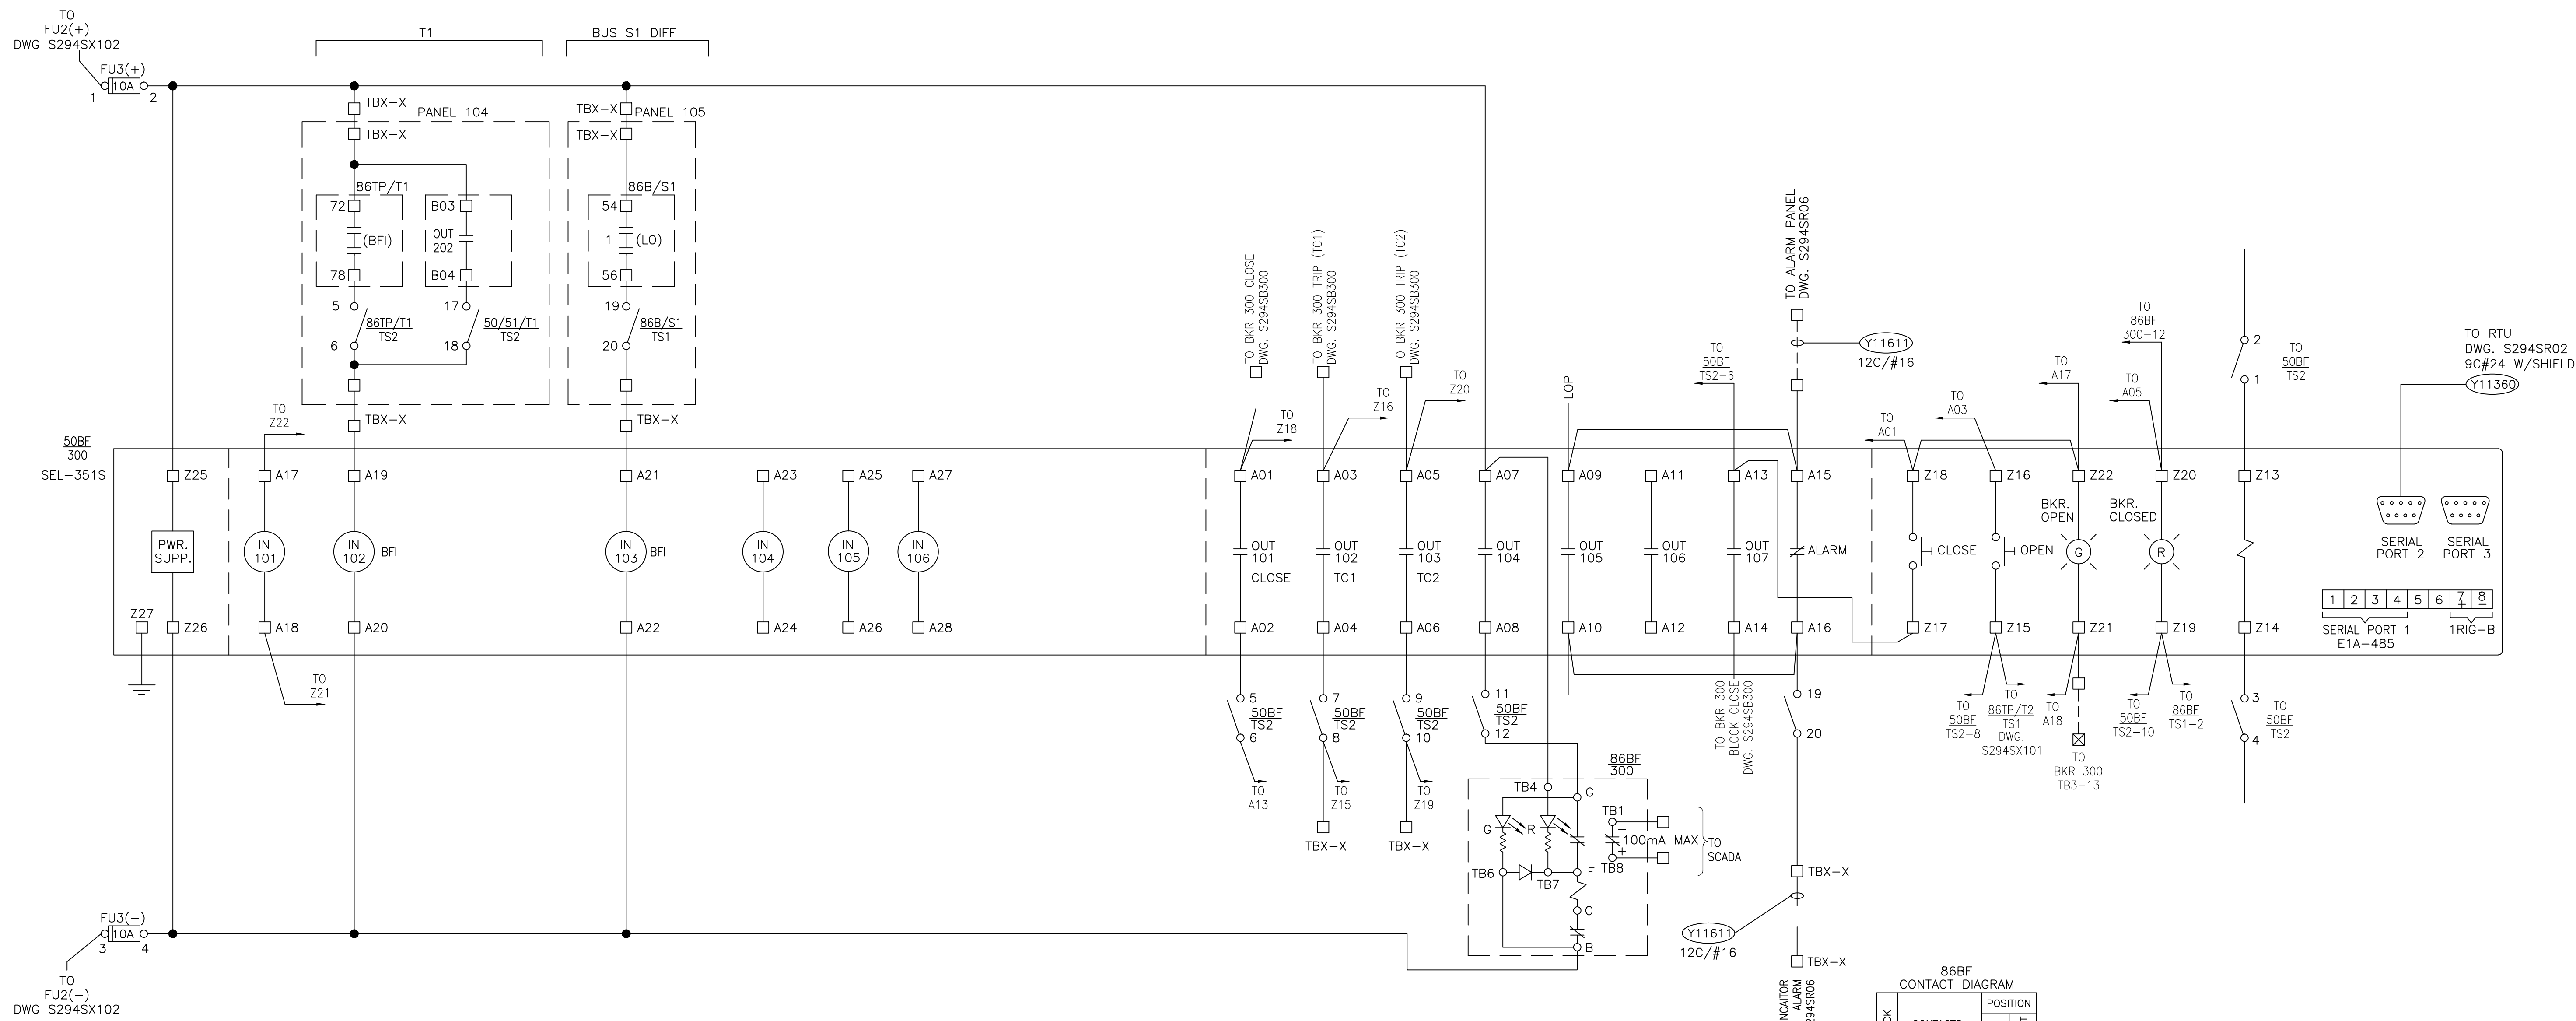 TO
FU2(+)
DWG S294SX102
FU3(+)
10A
1
2
T1
BUS S1 DIFF
TBX-X
PANEL 104
TBX-X
TBX-X
PANEL 105
TBX-X
86TP/T1
72
(BFI)
78
B03
OUT
202
B04
5
86TP/T1
TS2
6
17
50/51/T1
TS2
18
86B/S1
54
1
(LO)
56
19
86B/S1
TS1
20
TBX-X
TBX-X
TO
Z22
50BF
300
SEL-351S
Z25
A17
A19
A21
A23
A25
A27
PWR.
SUPP.
IN
101
IN
102
BFI
IN
103
BFI
IN
104
IN
105
IN
106
Z27
Z26
A18
A20
A22
A24
A26
A28
TO
Z21
TO BKR 300 CLOSE
DWG. S294SB300
TO
Z18
TO BKR 300 TRIP (TC1)
DWG. S294SB300
TO
Z16
TO BKR 300 TRIP (TC2)
DWG. S294SB300
TO
Z20
LOP
TO
50BF
TS2-6
TO ALARM PANEL
DWG. S294SR06
Y11611
12C/#16
TO
A01
TO
A03
TO
A17
TO
A05
TO
86BF
300-12
2
TO
50BF
TS2
1
TO RTU
DWG. S294SR02
9C#24 W/SHIELD
Y11360
A01
A03
A05
A07
A09
A11
A13
A15
Z18
Z16
Z22
Z20
Z13
OUT
101
CLOSE
OUT
102
TC1
OUT
103
TC2
OUT
104
OUT
105
OUT
106
OUT
107
ALARM
CLOSE
OPEN
BKR.
OPEN
G
BKR.
CLOSED
R
SERIAL
PORT 2
SERIAL
PORT 3
1 2 3 4 5 6 7 8
+ −
SERIAL PORT 1
E1A-485
1RIG-B
A02
A04
A06
A08
A10
A12
A14
A16
Z17
Z15
Z21
Z19
Z14
5
50BF
TS2
6
TO
A13
7
50BF
TS2
8
TO
Z15
TBX-X
9
50BF
TS2
10
TO
Z19
TBX-X
11
50BF
TS2
12
TO BKR 300
BLOCK CLOSE
DWG. S294SB300
19
20
TO
50BF
TS2-8
TO
86TP/T2
TS1
DWG.
S294SX101
TO
A18
TO
BKR 300
TB3-13
TO
50BF
TS2-10
TO
86BF
TS1-2
3
TO
50BF
TS2
4
86BF
300
TB4
G
G
R
TB1
−
100mA MAX
+
TB8
TO
SCADA
TB6
TB7
F
C
B
TBX-X
Y11611
12C/#16
TBX-X
FU3(-)
10A
3
4
TO
FU2(-)
DWG S294SX102
NCAITOR
ALARM
294SR06
86BF
CONTACT DIAGRAM
POSITION